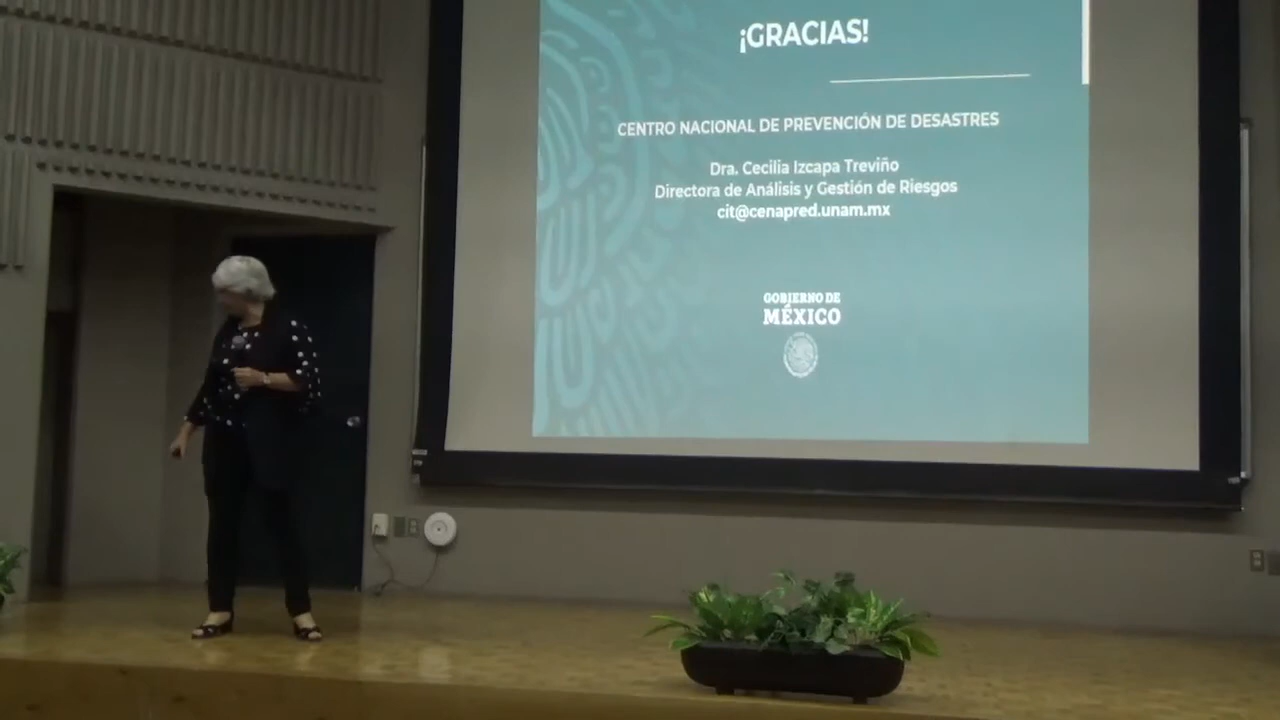 ¡GRACIAS!
CENTRO NACIONAL DE PREVENCIÓN DE DESASTRES
Dra. Cecilia Izcapa Treviño
Directora de Análisis y Gestión de Riesgos
cit@cenapred.unam.mx
GOBIERNO DE
MÉXICO